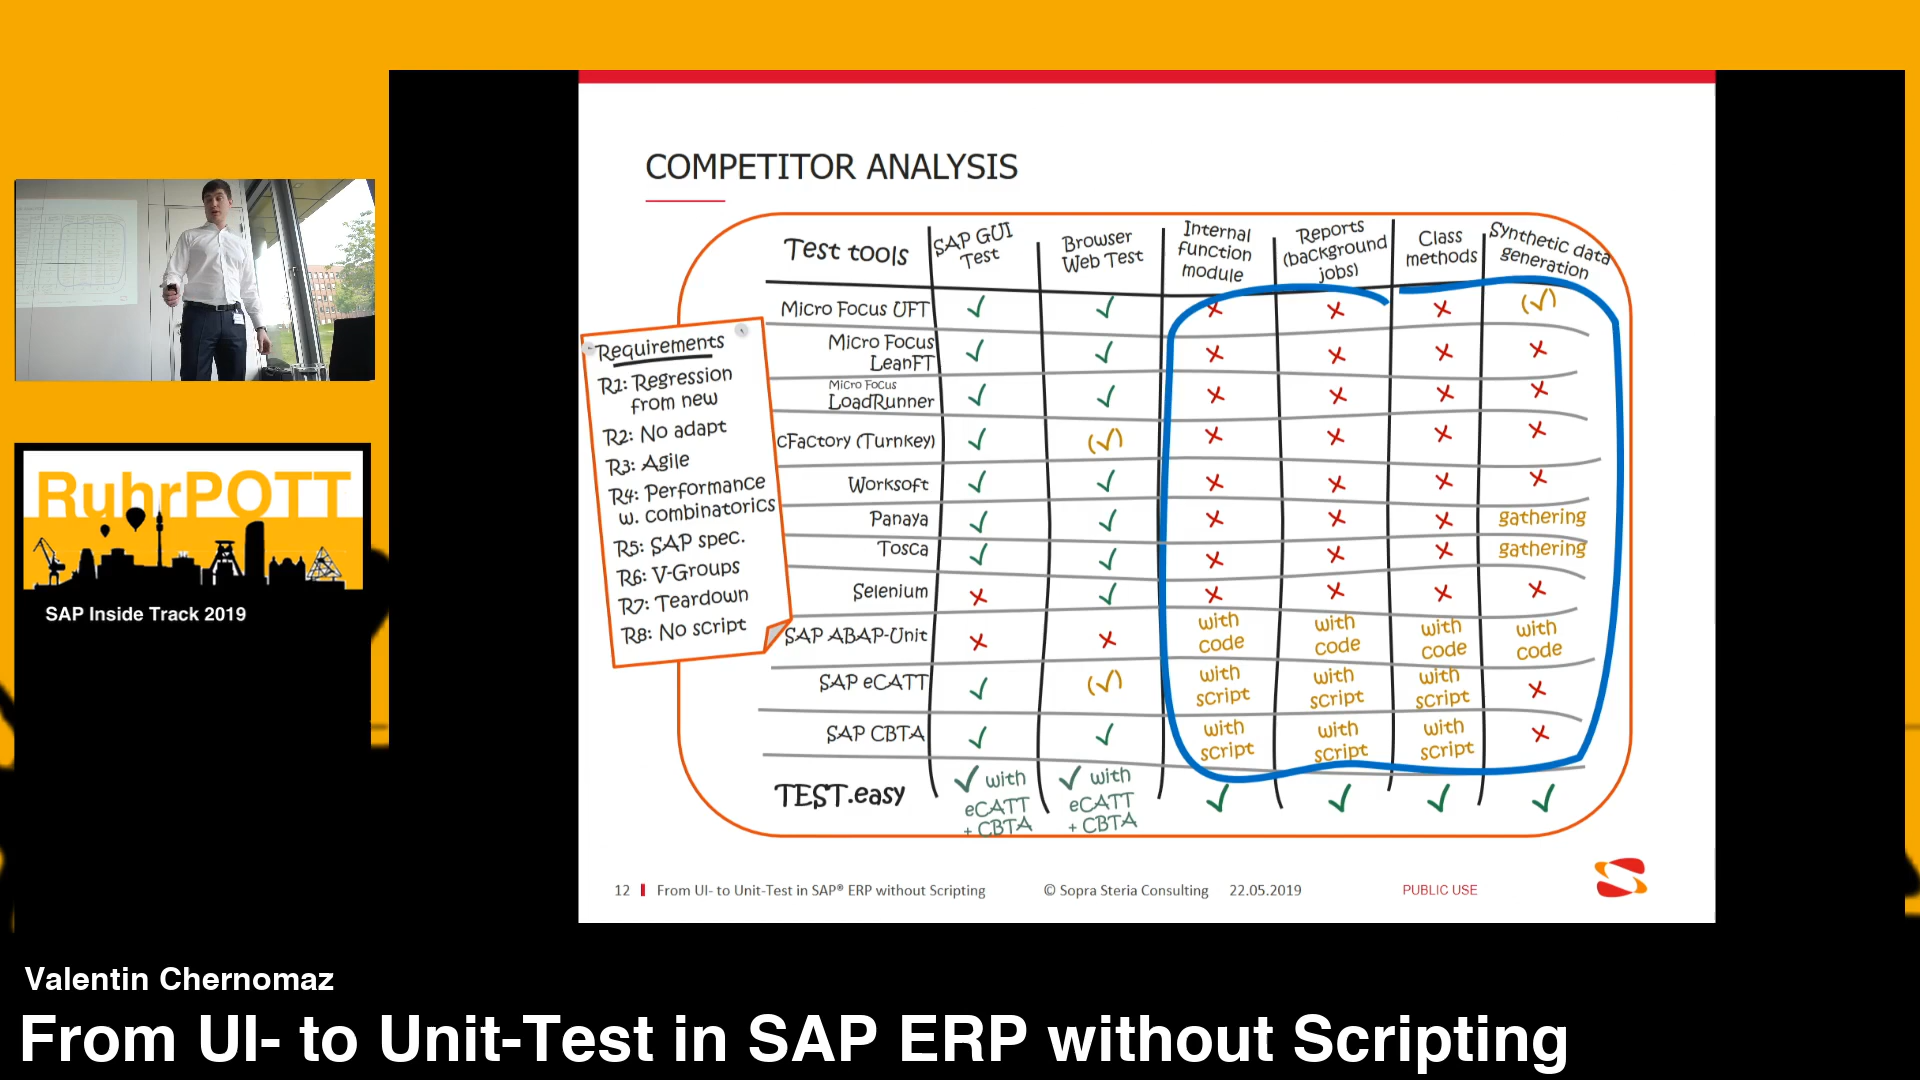 COMPETITOR ANALYSIS
Test tools
SAP GUI
Test
Browser
Web Test
Internal
function
module
Reports
(background
jobs)
Class
methods
Synthetic data
generation
Micro Focus UFT ✓ ✓ ✗ ✗ ✗ (✓)
Micro Focus
LeanFT ✓ ✓ ✗ ✗ ✗ ✗
Micro Focus
LoadRunner ✓ ✓ ✗ ✗ ✗ ✗
cFactory (Turnkey) ✓ (✓) ✗ ✗ ✗ ✗
Worksoft ✓ ✓ ✗ ✗ ✗ ✗
Panaya ✓ ✓ ✗ ✗ ✗ gathering
Tosca ✓ ✓ ✗ ✗ ✗ gathering
Selenium ✗ ✓ ✗ ✗ ✗ ✗
SAP ABAP-Unit ✗ ✗ with code with code with code with code
SAP eCATT ✓ (✓) with script with script with script ✗
SAP CBTA ✓ ✓ with script with script with script ✗
TEST.easy ✓ with eCATT + CBTA ✓ with eCATT + CBTA ✓ ✓ ✓ ✓
Requirements
R1: Regression
from new
R2: No adapt
R3: Agile
R4: Performance
w. combinatorics
R5: SAP spec.
R6: V-Groups
R7: Teardown
R8: No script
12 From UI- to Unit-Test in SAP® ERP without Scripting © Sopra Steria Consulting 22.05.2019 PUBLIC USE
RuhrPOTT
SAP Inside Track 2019
Valentin Chernomaz
From UI- to Unit-Test in SAP ERP without Scripting